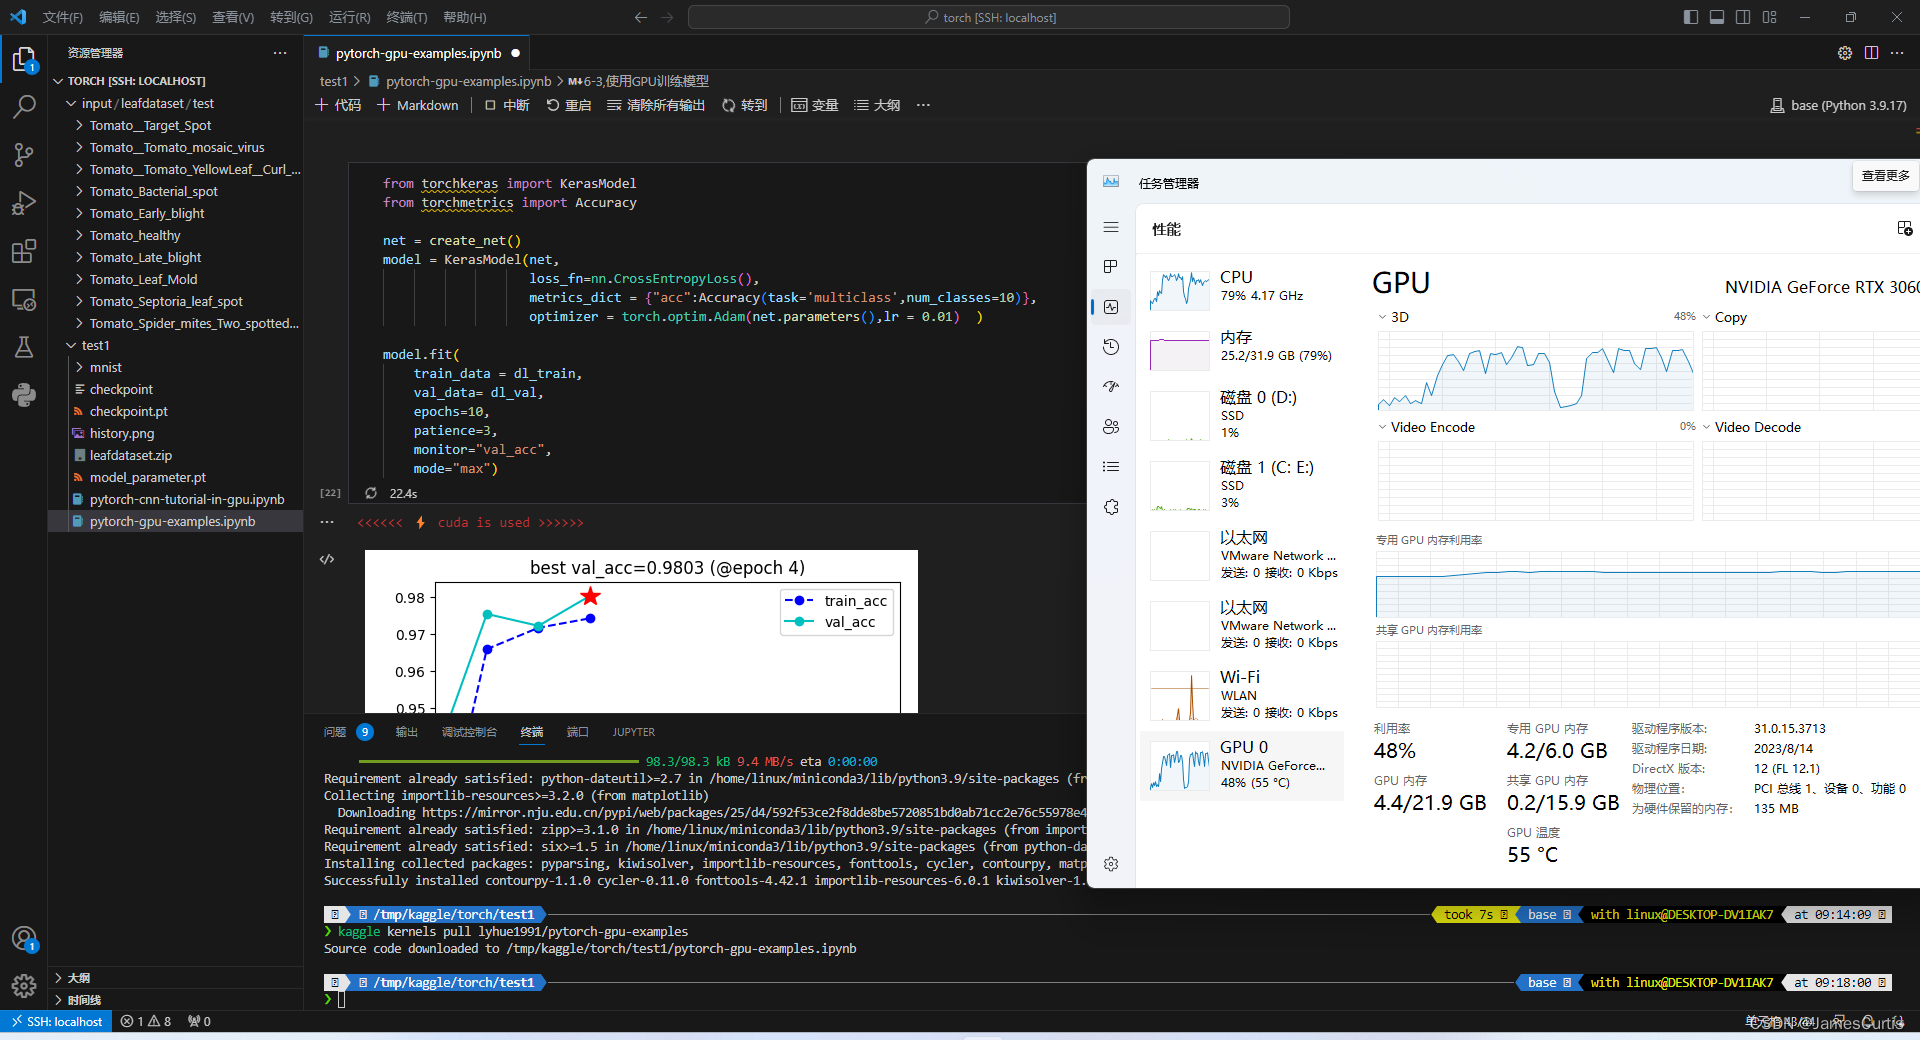 文件(F) 编辑(E) 选择(S) 查看(V) 转到(G) 运行(R) 终端(T) 帮助(H)
torch [SSH: localhost]
资源管理器
TORCH [SSH: LOCALHOST]
input/leafdataset/test
Tomato__Target_Spot
Tomato__Tomato_mosaic_virus
Tomato__Tomato_YellowLeaf__Curl_...
Tomato_Bacterial_spot
Tomato_Early_blight
Tomato_healthy
Tomato_Late_blight
Tomato_Leaf_Mold
Tomato_Septoria_leaf_spot
Tomato_Spider_mites_Two_spotted...
test1
mnist
checkpoint
checkpoint.pt
history.png
leafdataset.zip
model_parameter.pt
pytorch-cnn-tutorial-in-gpu.ipynb
pytorch-gpu-examples.ipynb
大纲
时间线
1
1
pytorch-gpu-examples.ipynb
test1 > pytorch-gpu-examples.ipynb > M↓6-3,使用GPU训练模型
代码 Markdown 中断 重启 清除所有输出 转到 变量 大纲 ...
base (Python 3.9.17)
from torchkeras import KerasModel
from torchmetrics import Accuracy
net = create_net()
model = KerasModel(net,
loss_fn=nn.CrossEntropyLoss(),
metrics_dict = {"acc":Accuracy(task='multiclass',num_classes=10)},
optimizer = torch.optim.Adam(net.parameters(),lr = 0.01)  )
model.fit(
train_data = dl_train,
val_data= dl_val,
epochs=10,
patience=3,
monitor="val_acc",
mode="max")
[22] 22.4s
<<<<<< ⚡ cuda is used >>>>>>
best val_acc=0.9803 (@epoch 4)
0.98
0.97
0.96
0.95
train_acc
val_acc
问题 9 输出 调试控制台 终端 端口 JUPYTER
98.3/98.3 kB 9.4 MB/s eta 0:00:00
Requirement already satisfied: python-dateutil>=2.7 in /home/linux/miniconda3/lib/python3.9/site-packages (fr
Collecting importlib-resources>=3.2.0 (from matplotlib)
Downloading https://mirror.nju.edu.cn/pypi/web/packages/25/d4/592f53ce2f8dde8be5720851bd0ab71cc2e76c55978e4
Requirement already satisfied: zipp>=3.1.0 in /home/linux/miniconda3/lib/python3.9/site-packages (from import
Requirement already satisfied: six>=1.5 in /home/linux/miniconda3/lib/python3.9/site-packages (from python-da
Installing collected packages: pyparsing, kiwisolver, importlib-resources, fonttools, cycler, contourpy, matp
Successfully installed contourpy-1.1.0 cycler-0.11.0 fonttools-4.42.1 importlib-resources-6.0.1 kiwisolver-1.
/tmp/kaggle/torch/test1 took 7s base with linux@DESKTOP-DV1IAK7 at 09:14:09
❯ kaggle kernels pull lyhue1991/pytorch-gpu-examples
Source code downloaded to /tmp/kaggle/torch/test1/pytorch-gpu-examples.ipynb
/tmp/kaggle/torch/test1 base with linux@DESKTOP-DV1IAK7 at 09:18:00
❯
任务管理器
查看更多
性能
CPU
79% 4.17 GHz
内存
25.2/31.9 GB (79%)
磁盘 0 (D:)
SSD
1%
磁盘 1 (C: E:)
SSD
3%
以太网
VMware Network ...
发送: 0 接收: 0 Kbps
以太网
VMware Network ...
发送: 0 接收: 0 Kbps
Wi-Fi
WLAN
发送: 0 接收: 0 Kbps
GPU 0
NVIDIA GeForce...
48% (55 °C)
GPU
NVIDIA GeForce RTX 3060
3D 48% Copy
Video Encode 0% Video Decode
专用 GPU 内存利用率
共享 GPU 内存利用率
利用率
48%
专用 GPU 内存
4.2/6.0 GB
GPU 内存
4.4/21.9 GB
共享 GPU 内存
0.2/15.9 GB
GPU 温度
55 °C
驱动程序版本: 31.0.15.3713
驱动程序日期: 2023/8/14
DirectX 版本: 12 (FL 12.1)
物理位置: PCI 总线 1、设备 0、功能 0
为硬件保留的内存: 135 MB
SSH: localhost 1 8 0
CSDN @JamesCurtis